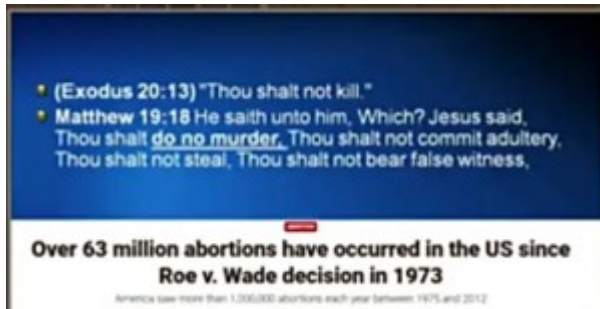 (Exodus 20:13) "Thou shalt not kill."
Matthew 19:18 He saith unto him, Which? Jesus said,
Thou shalt do no murder, Thou shalt not commit adultery,
Thou shalt not steal, Thou shalt not bear false witness,
Over 63 million abortions have occurred in the US since
Roe v. Wade decision in 1973
America saw more than 1,000,000 abortions each year between 1975 and 2012